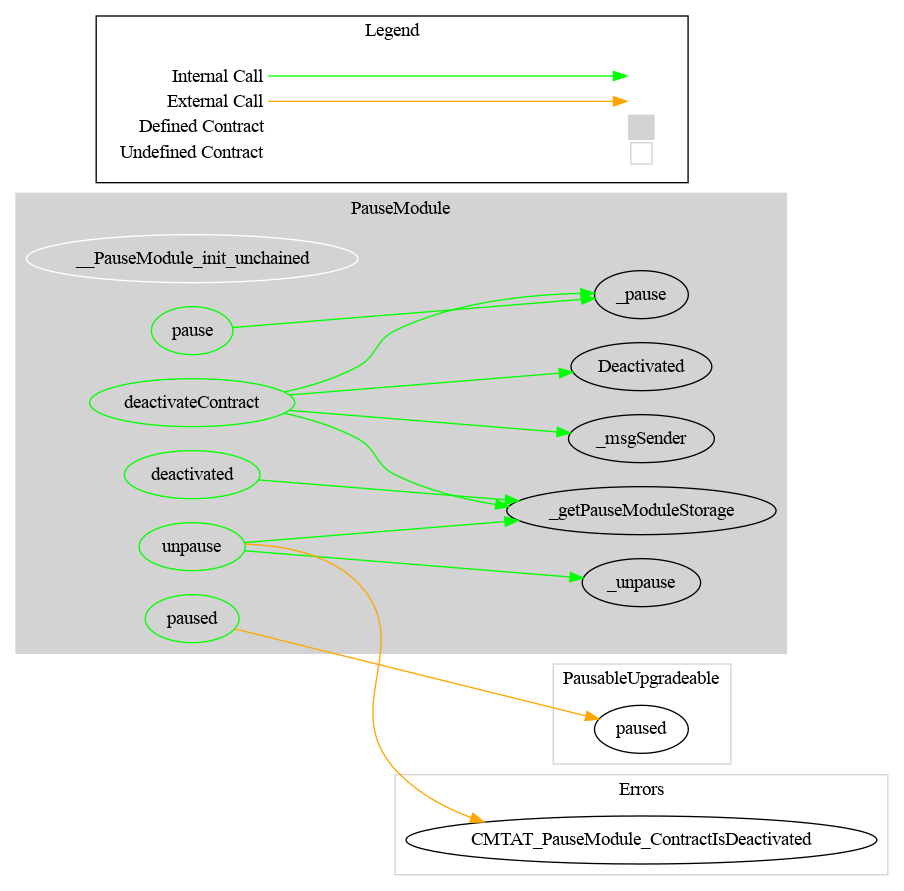 Legend
Internal Call
External Call
Defined Contract
Undefined Contract
PauseModule
__PauseModule_init_unchained
pause
deactivateContract
deactivated
unpause
paused
_pause
Deactivated
_msgSender
_getPauseModuleStorage
_unpause
PausableUpgradeable
paused
Errors
CMTAT_PauseModule_ContractIsDeactivated